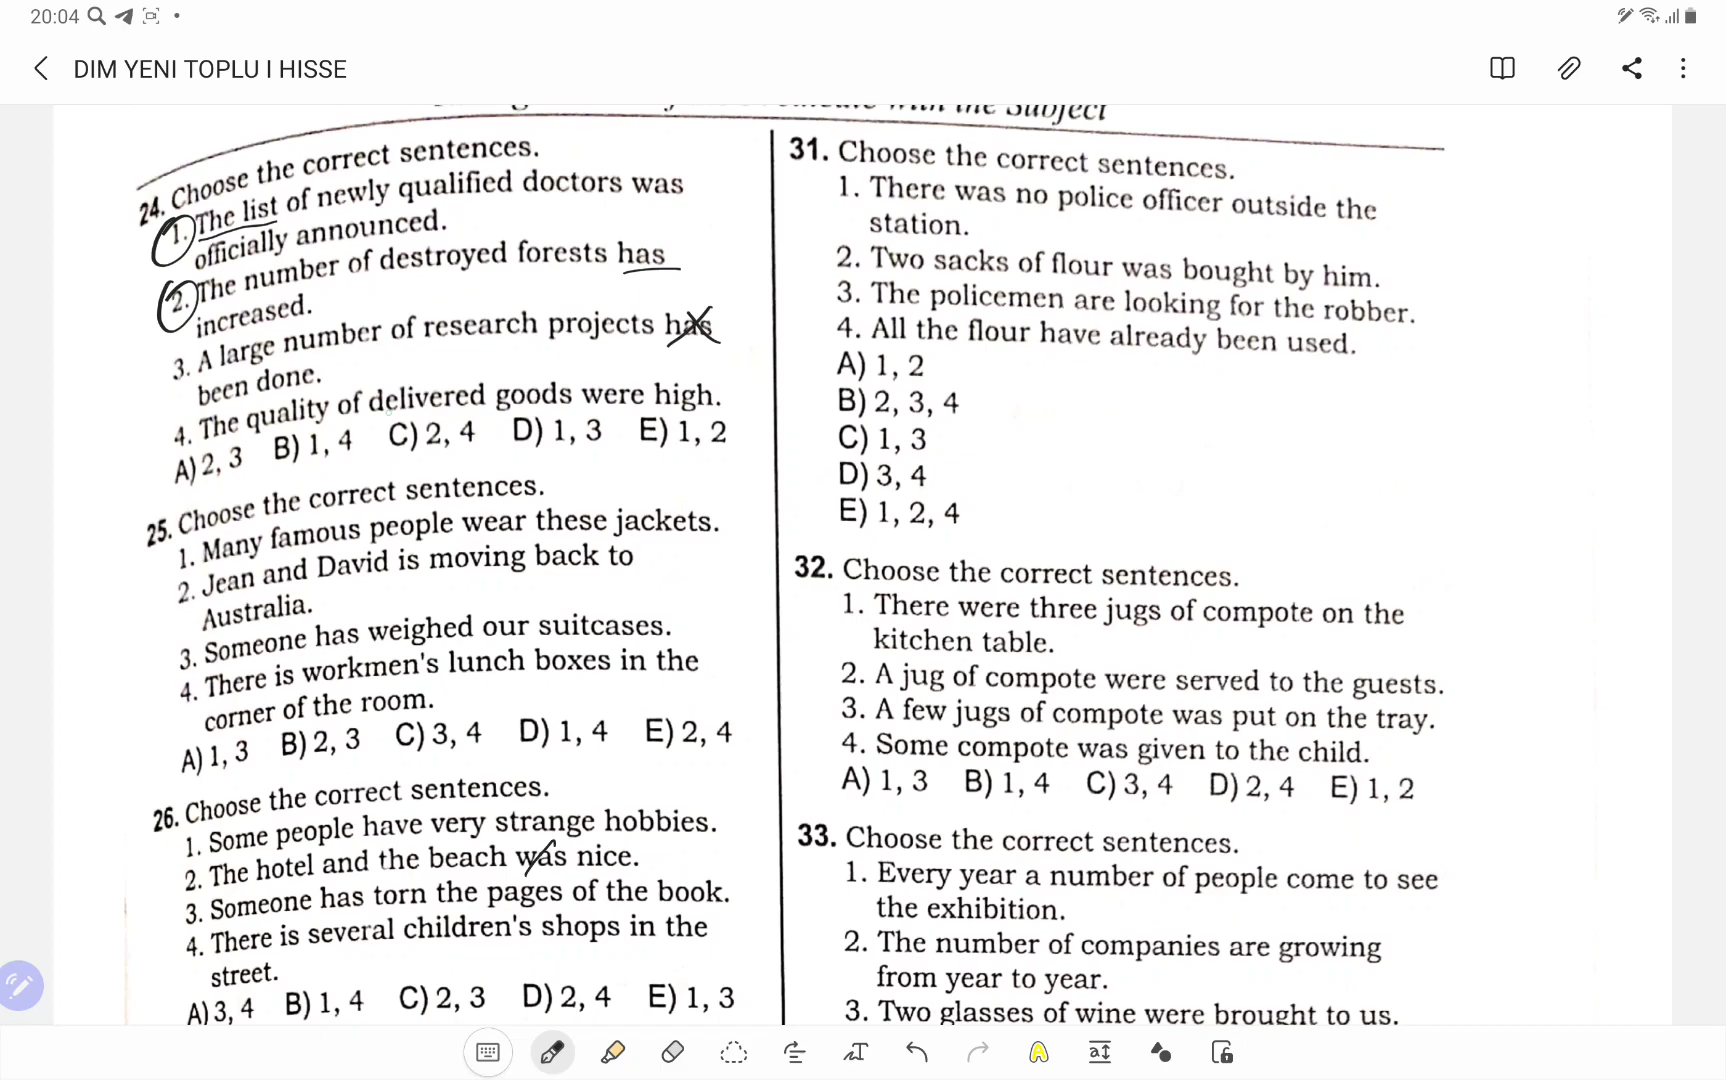 20:04
DIM YENI TOPLU I HISSE
with the Subject
24. Choose the correct sentences.
1. The list of newly qualified doctors was
officially announced.
2. The number of destroyed forests has
increased.
3. A large number of research projects has
been done.
4. The quality of delivered goods were high.
A) 2, 3 B) 1, 4 C) 2, 4 D) 1, 3 E) 1, 2
25. Choose the correct sentences.
1. Many famous people wear these jackets.
2. Jean and David is moving back to
Australia.
3. Someone has weighed our suitcases.
4. There is workmen's lunch boxes in the
corner of the room.
A) 1, 3 B) 2, 3 C) 3, 4 D) 1, 4 E) 2, 4
26. Choose the correct sentences.
1. Some people have very strange hobbies.
2. The hotel and the beach was nice.
3. Someone has torn the pages of the book.
4. There is several children's shops in the
street.
A) 3, 4 B) 1, 4 C) 2, 3 D) 2, 4 E) 1, 3
31. Choose the correct sentences.
1. There was no police officer outside the
station.
2. Two sacks of flour was bought by him.
3. The policemen are looking for the robber.
4. All the flour have already been used.
A) 1, 2
B) 2, 3, 4
C) 1, 3
D) 3, 4
E) 1, 2, 4
32. Choose the correct sentences.
1. There were three jugs of compote on the
kitchen table.
2. A jug of compote were served to the guests.
3. A few jugs of compote was put on the tray.
4. Some compote was given to the child.
A) 1, 3 B) 1, 4 C) 3, 4 D) 2, 4 E) 1, 2
33. Choose the correct sentences.
1. Every year a number of people come to see
the exhibition.
2. The number of companies are growing
from year to year.
3. Two glasses of wine were brought to us.